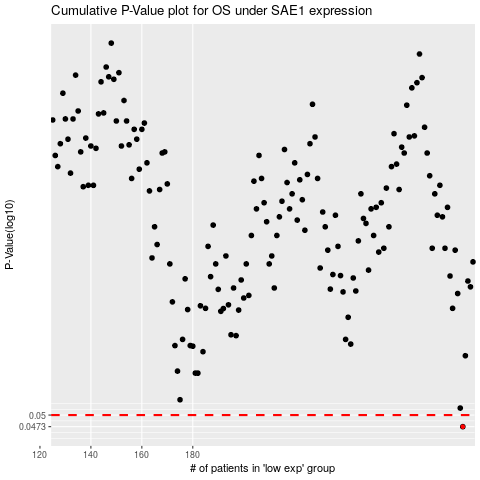 Cumulative P-Value plot for OS under SAE1 expression
P-Value(log10)
0.05
0.0473
120 140 160 180
# of patients in 'low exp' group